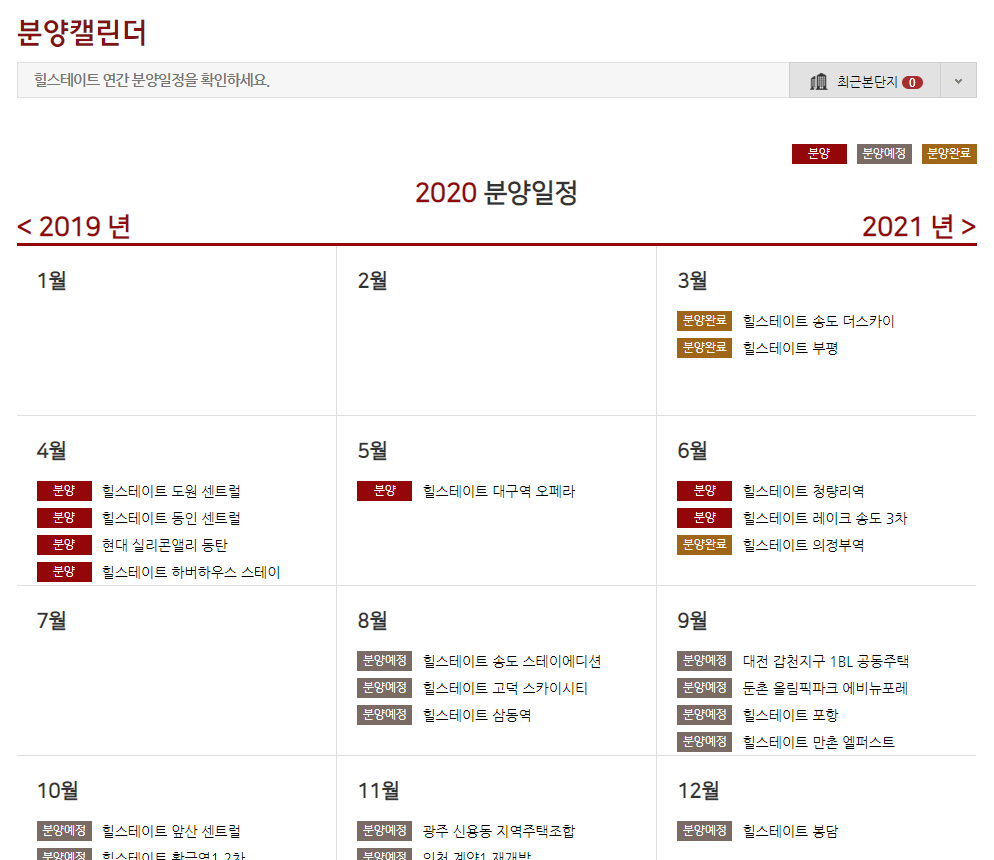 분양캘린더
힐스테이트 연간 분양일정을 확인하세요.
최근본단지 0
분양 분양예정 분양완료
2020 분양일정
< 2019 년
2021 년 >
1월
2월
3월
분양완료 힐스테이트 송도 더스카이
분양완료 힐스테이트 부평
4월
분양 힐스테이트 도원 센트럴
분양 힐스테이트 동인 센트럴
분양 현대 실리콘앨리 동탄
분양 힐스테이트 하버하우스 스테이
5월
분양 힐스테이트 대구역 오페라
6월
분양 힐스테이트 청량리역
분양 힐스테이트 레이크 송도 3차
분양완료 힐스테이트 의정부역
7월
8월
분양예정 힐스테이트 송도 스테이에디션
분양예정 힐스테이트 고덕 스카이시티
분양예정 힐스테이트 삼동역
9월
분양예정 대전 갑천지구 1BL 공동주택
분양예정 둔촌 올림픽파크 에비뉴포레
분양예정 힐스테이트 포항
분양예정 힐스테이트 만촌 엘퍼스트
10월
분양예정 힐스테이트 앞산 센트럴
분양예정 힐스테이트 황금역1,2차
11월
분양예정 광주 신용동 지역주택조합
분양예정 인천 계양1 재개발
12월
분양예정 힐스테이트 봉담